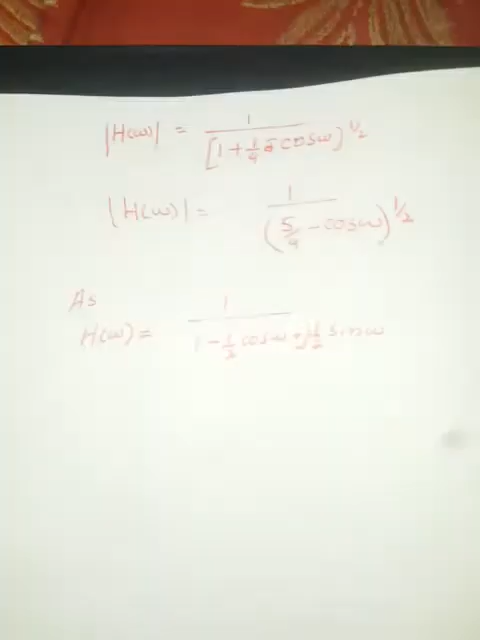 |H(ω)| = 1 / [1 + 1/4 - cosω)^1/2
|H(ω)| = 1 / (5/4 - cosω)^1/2
As
H(ω) = 1 / 1 - 1/2 cosω + j 1/2 sinω